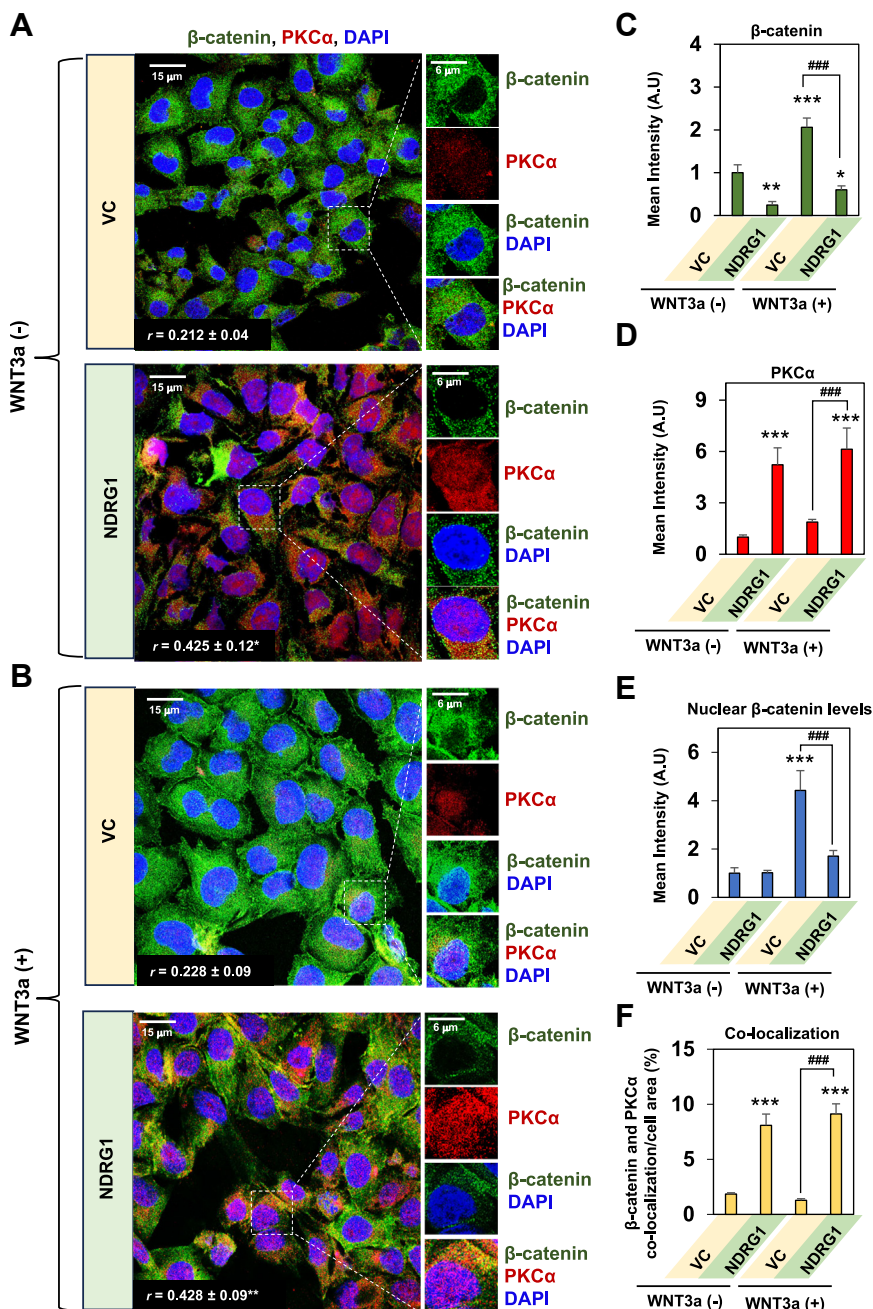 A
β-catenin, PKCα, DAPI
WNT3a (-)
VC
15 μm
r = 0.212 ± 0.04
6 μm
β-catenin
PKCα
β-catenin
DAPI
β-catenin
PKCα
DAPI
NDRG1
15 μm
r = 0.425 ± 0.12*
6 μm
β-catenin
PKCα
β-catenin
DAPI
β-catenin
PKCα
DAPI
B
WNT3a (+)
VC
15 μm
r = 0.228 ± 0.09
6 μm
β-catenin
PKCα
β-catenin
DAPI
β-catenin
PKCα
DAPI
NDRG1
15 μm
r = 0.428 ± 0.09**
6 μm
β-catenin
PKCα
β-catenin
DAPI
β-catenin
PKCα
DAPI
C
β-catenin
Mean Intensity (A.U)
4
3
2
1
0
**
***
###
*
VC
NDRG1
VC
NDRG1
WNT3a (-)
WNT3a (+)
D
PKCα
Mean Intensity (A.U)
9
6
3
0
***
###
***
VC
NDRG1
VC
NDRG1
WNT3a (-)
WNT3a (+)
E
Nuclear β-catenin levels
Mean Intensity (A.U)
6
4
2
0
***
###
VC
NDRG1
VC
NDRG1
WNT3a (-)
WNT3a (+)
F
Co-localization
β-catenin and PKCα
co-localization/cell area (%)
15
10
5
0
***
###
***
VC
NDRG1
VC
NDRG1
WNT3a (-)
WNT3a (+)